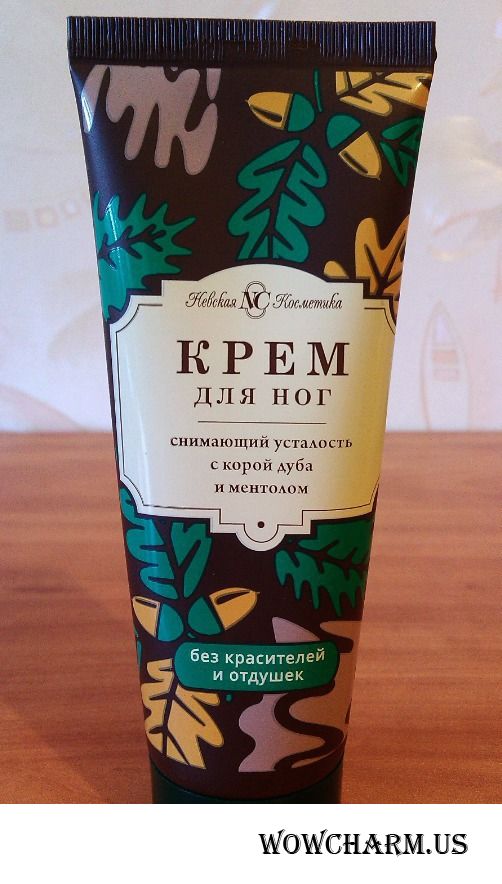 Невская NC Косметика
КРЕМ
ДЛЯ НОГ
снимающий усталость
с корой дуба
и ментолом
без красителей
и отдушек
WOWCHARM.US